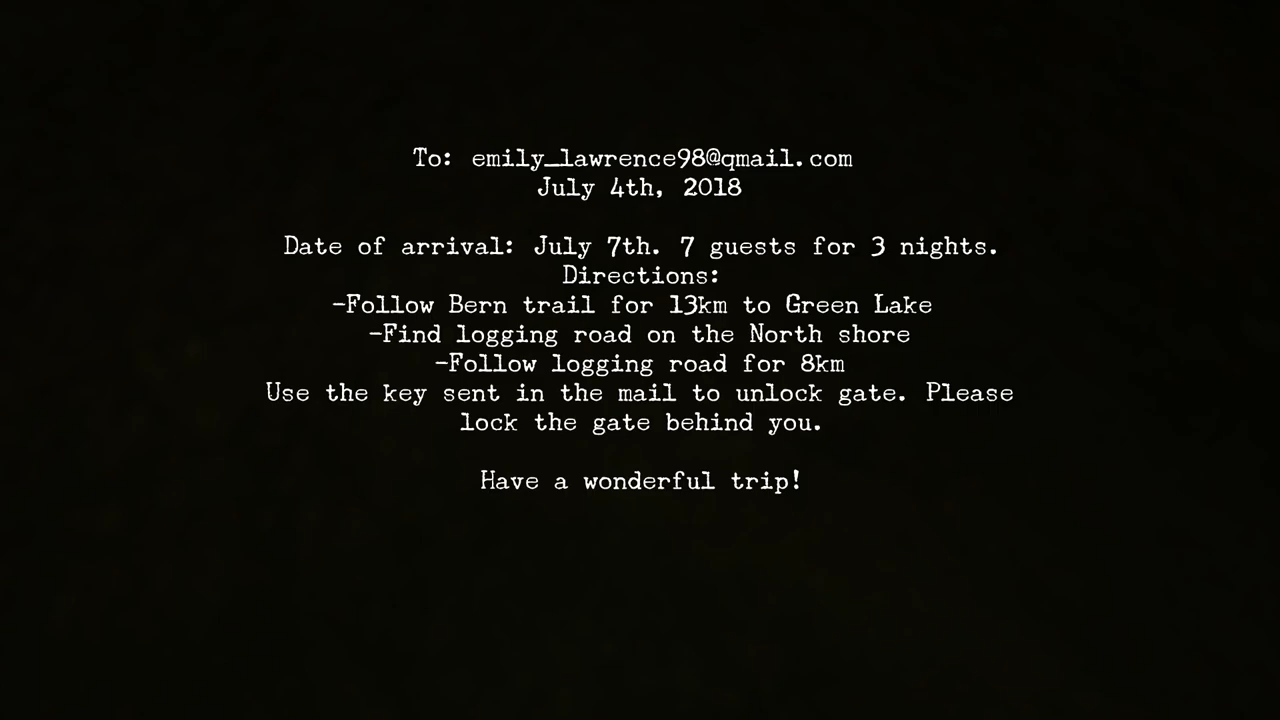 To: emily_lawrence98@qmail.com
July 4th, 2018
Date of arrival: July 7th. 7 guests for 3 nights.
Directions:
-Follow Bern trail for 13km to Green Lake
-Find logging road on the North shore
-Follow logging road for 8km
Use the key sent in the mail to unlock gate. Please
lock the gate behind you.
Have a wonderful trip!